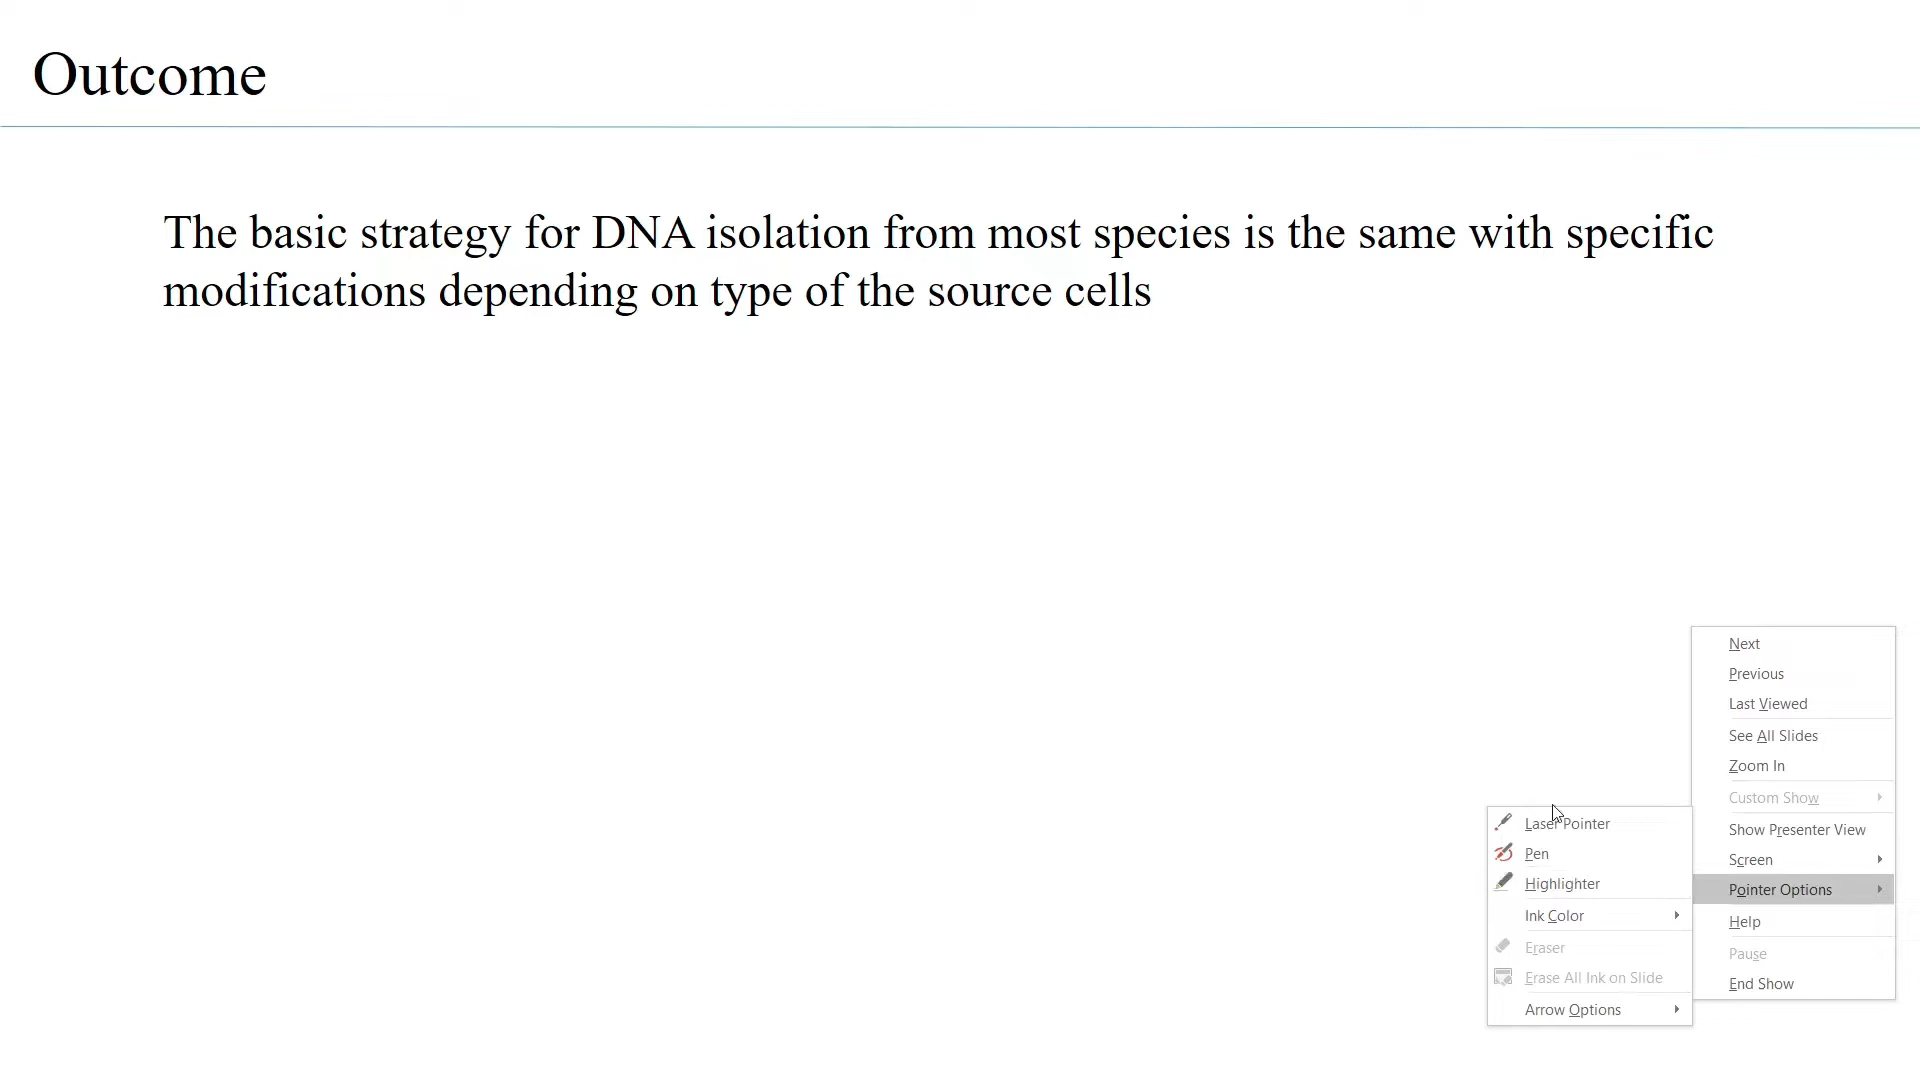 Outcome
The basic strategy for DNA isolation from most species is the same with specific
modifications depending on type of the source cells
Next
Previous
Last Viewed
See All Slides
Zoom In
Custom Show
Show Presenter View
Screen
Pointer Options
Help
Pause
End Show
Laser Pointer
Pen
Highlighter
Ink Color
Eraser
Erase All Ink on Slide
Arrow Options